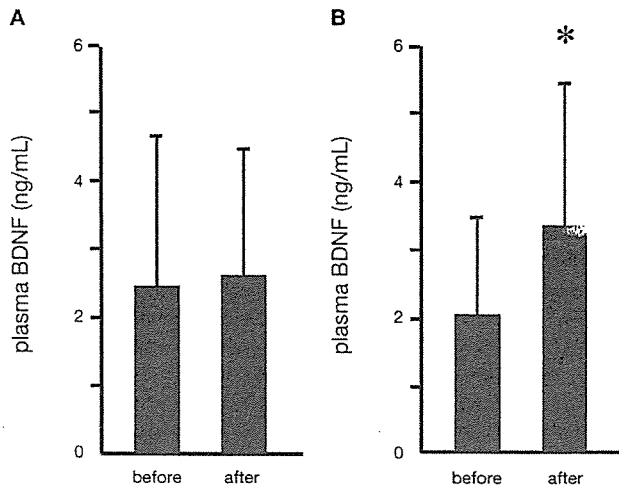 A
plasma BDNF (ng/mL)
6
4
2
0
before after
B
*
plasma BDNF (ng/mL)
6
4
2
0
before after